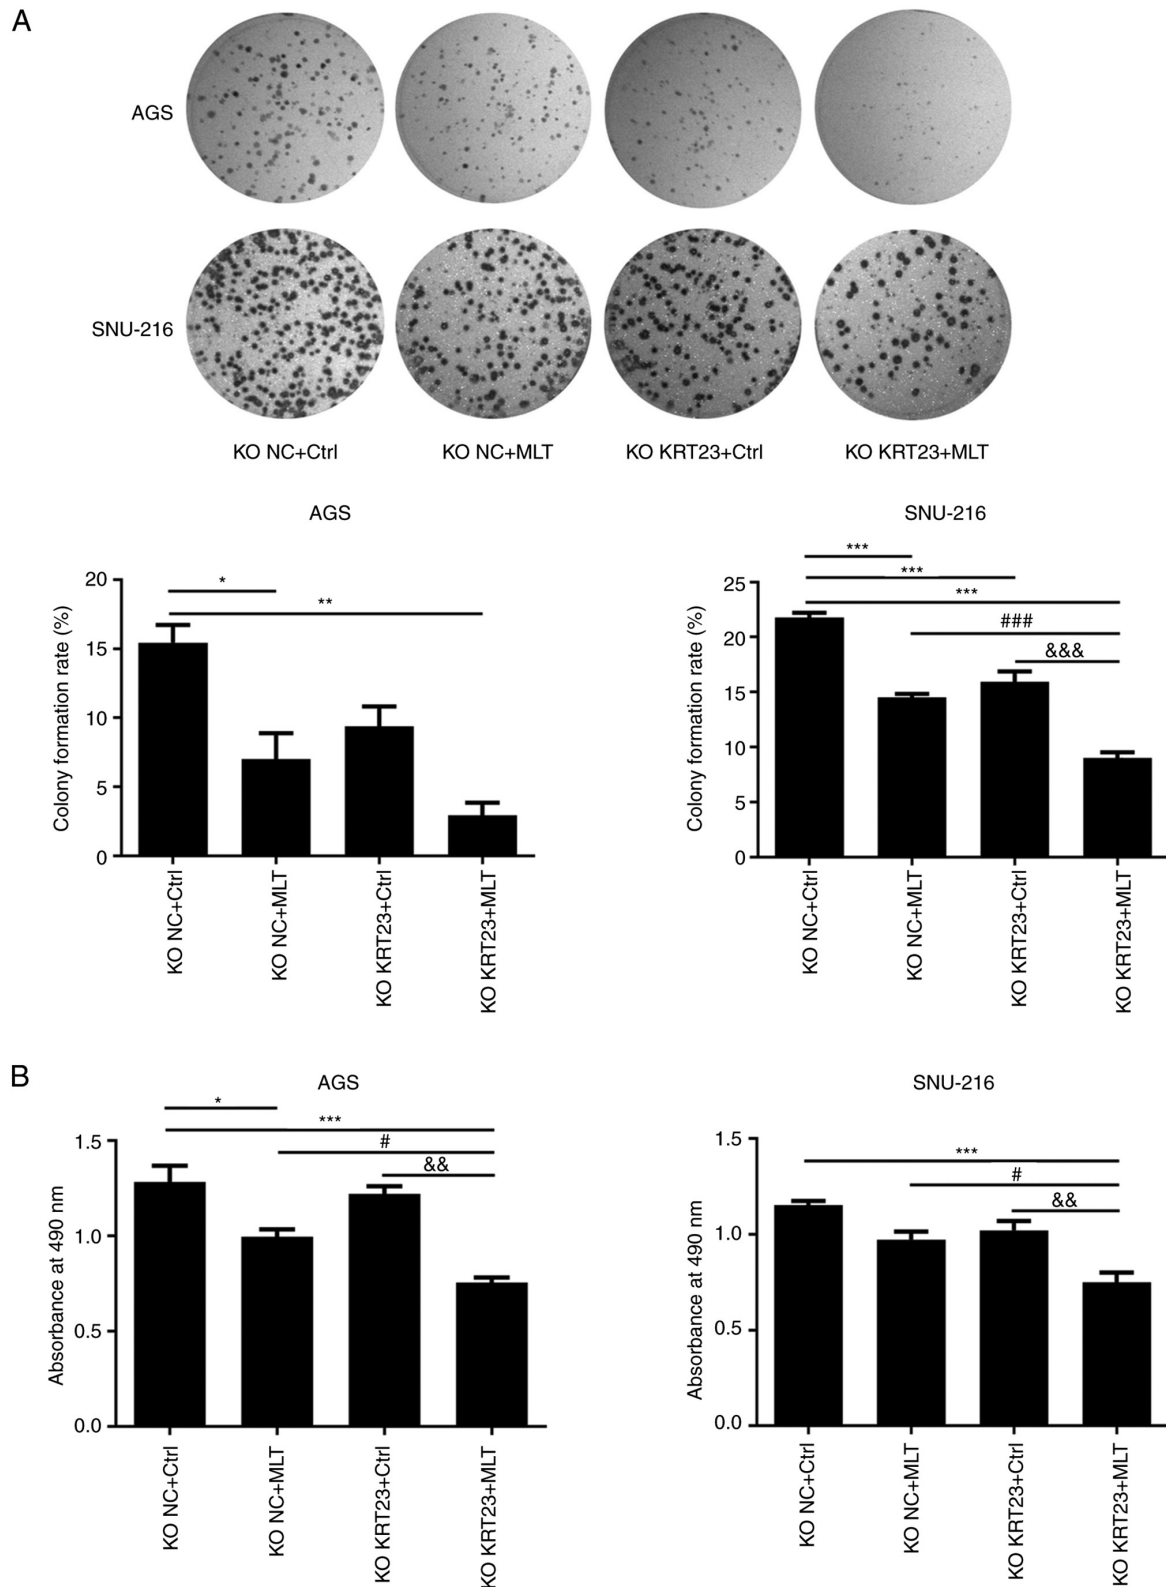 A
AGS
SNU-216
KO NC+Ctrl
KO NC+MLT
KO KRT23+Ctrl
KO KRT23+MLT
AGS
Colony formation rate (%)
20
15
10
5
0
*
**
KO NC+Ctrl
KO NC+MLT
KO KRT23+Ctrl
KO KRT23+MLT
SNU-216
Colony formation rate (%)
25
20
15
10
5
0
***
***
***
###
&&&
KO NC+Ctrl
KO NC+MLT
KO KRT23+Ctrl
KO KRT23+MLT
B
AGS
Absorbance at 490 nm
1.5
1.0
0.5
0.0
*
***
#
&&
KO NC+Ctrl
KO NC+MLT
KO KRT23+Ctrl
KO KRT23+MLT
SNU-216
Absorbance at 490 nm
1.5
1.0
0.5
0.0
***
#
&&
KO NC+Ctrl
KO NC+MLT
KO KRT23+Ctrl
KO KRT23+MLT